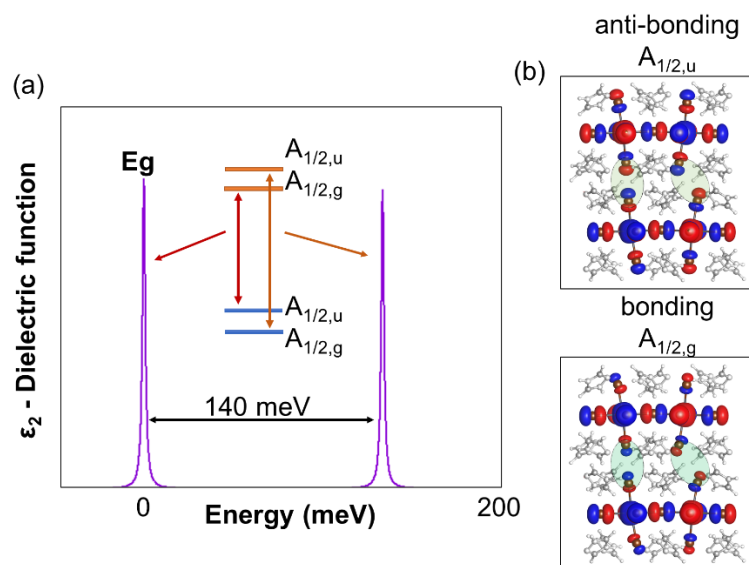 (a)
ε₂ - Dielectric function
Eg
A₁/₂,u
A₁/₂,g
A₁/₂,u
A₁/₂,g
140 meV
0
200
Energy (meV)
(b)
anti-bonding
A₁/₂,u
bonding
A₁/₂,g